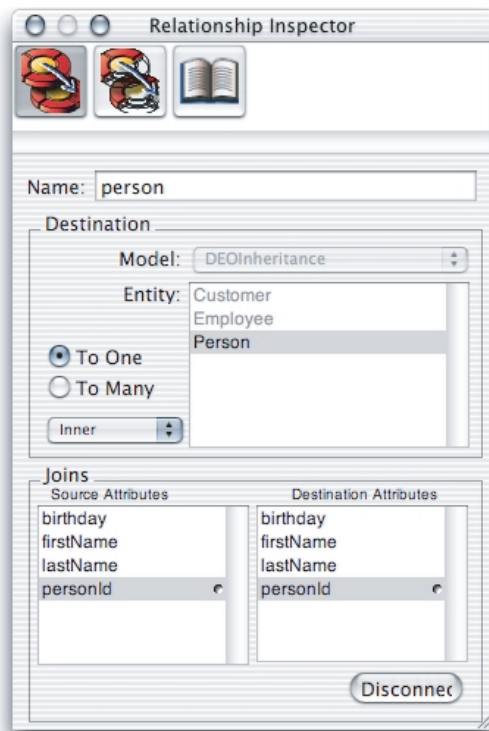 Relationship Inspector
Name: person
Destination
Model: DEOInheritance
Entity: Customer
Employee
Person
To One
To Many
Inner
Joins
Source Attributes Destination Attributes
birthday birthday
firstName firstName
lastName lastName
personId personId
Disconnec